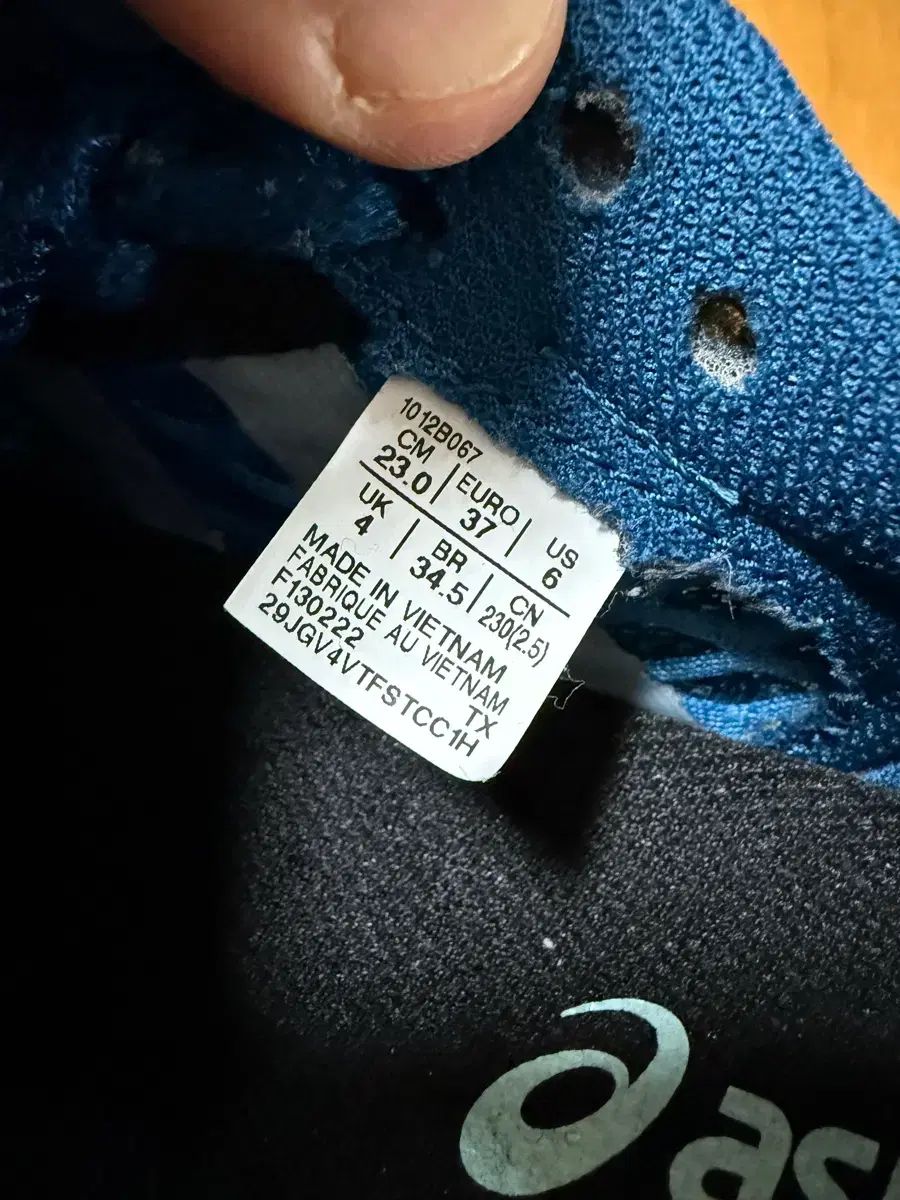 1012B067
CM EURO US
23.0 37 6
UK BR CN
4 34.5 230(2.5)
MADE IN VIETNAM
FABRIQUE AU VIETNAM
F130222 TX
29JGV4VTFSTCC1H
as